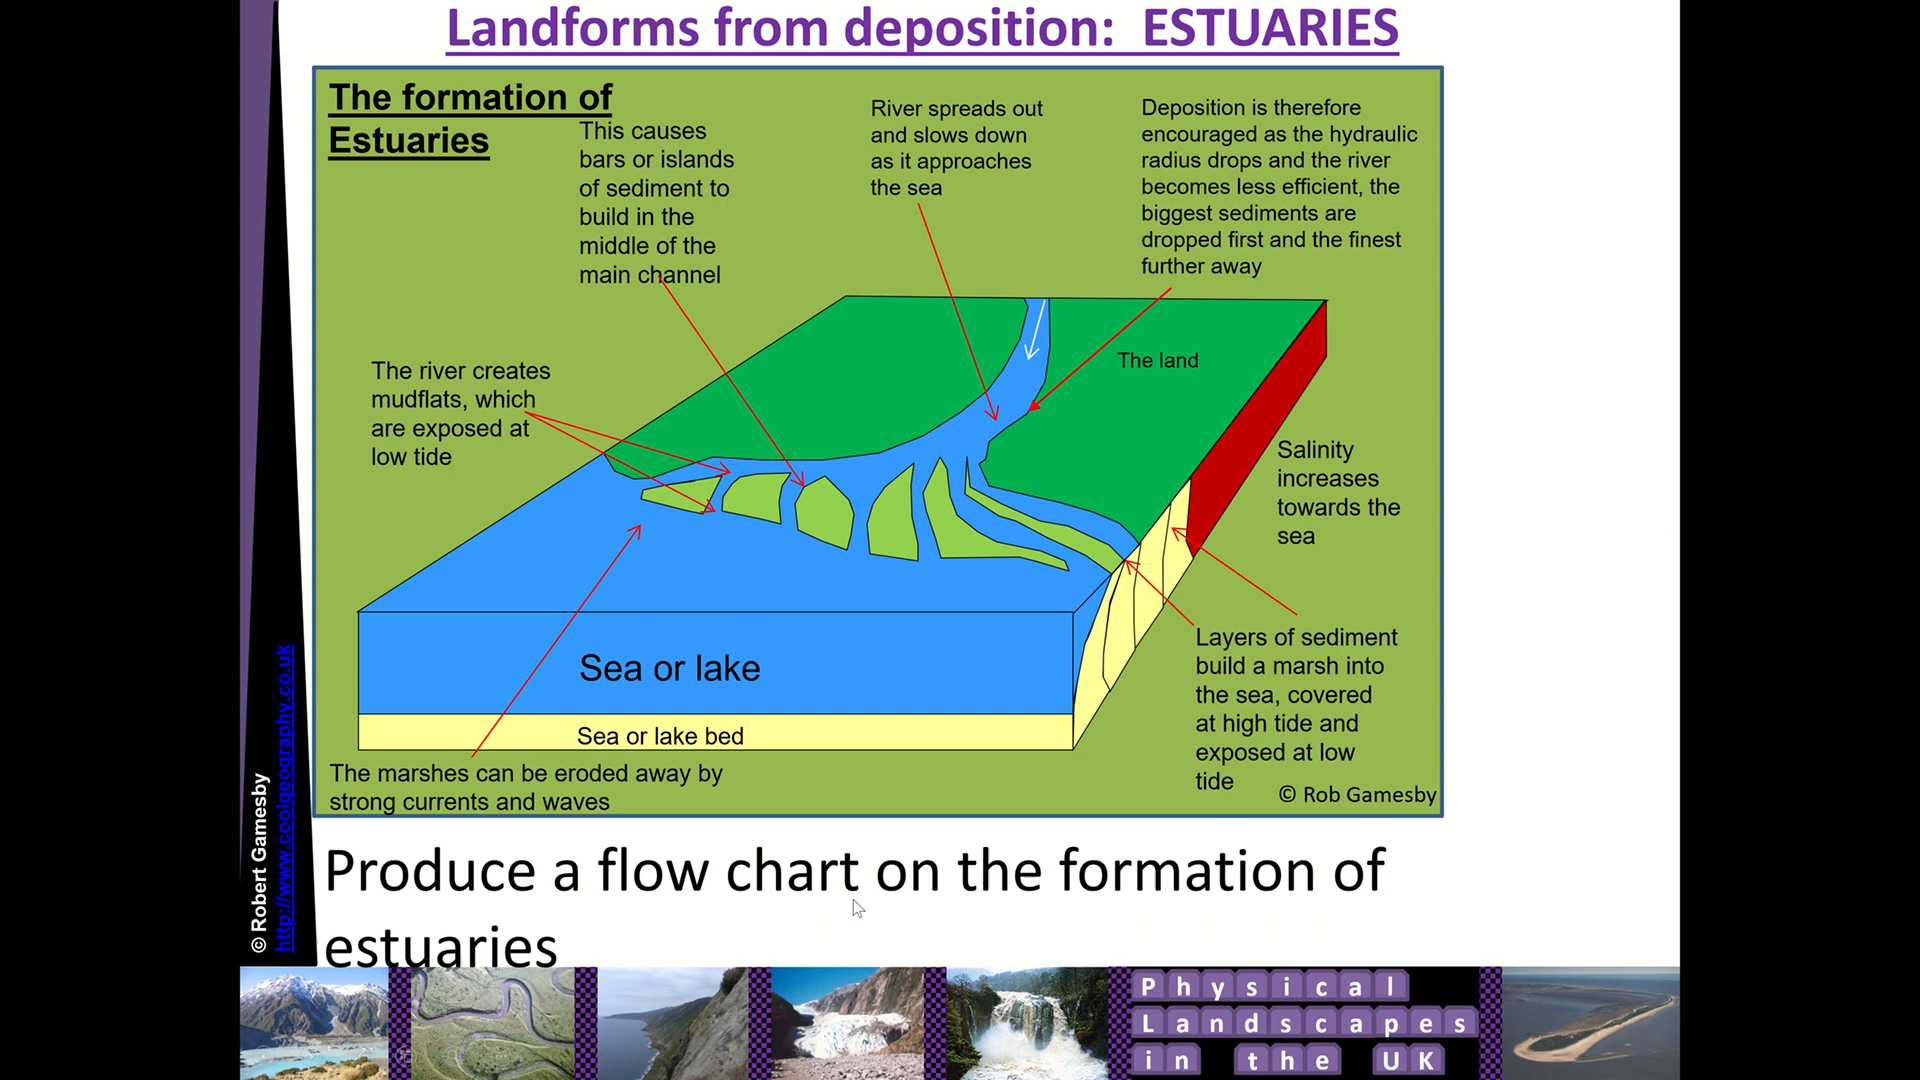 Landforms from deposition: ESTUARIES
The formation of
Estuaries
This causes
bars or islands
of sediment to
build in the
middle of the
main channel
River spreads out
and slows down
as it approaches
the sea
Deposition is therefore
encouraged as the hydraulic
radius drops and the river
becomes less efficient, the
biggest sediments are
dropped first and the finest
further away
The river creates
mudflats, which
are exposed at
low tide
The land
Salinity
increases
towards the
sea
Sea or lake
Sea or lake bed
Layers of sediment
build a marsh into
the sea, covered
at high tide and
exposed at low
tide
The marshes can be eroded away by
strong currents and waves
© Rob Gamesby
© Robert Gamesby
http://www.coolgeography.co.uk
Produce a flow chart on the formation of
estuaries
Physical
Landscapes
in the UK